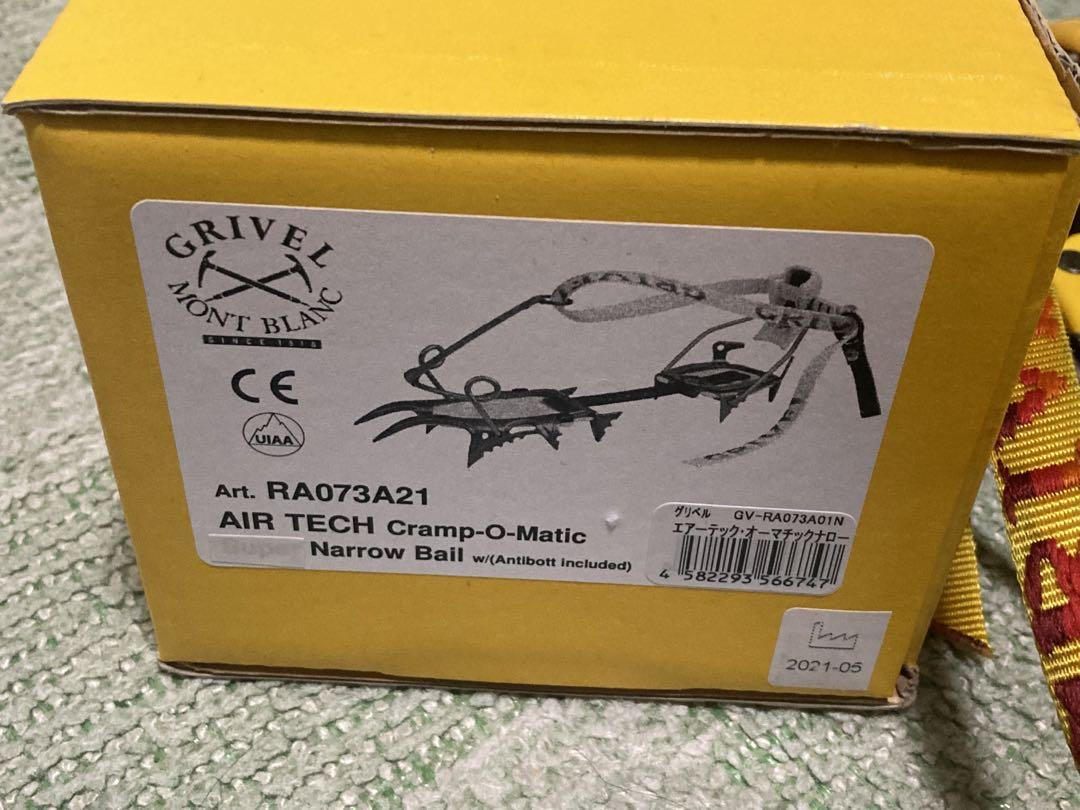 GRIVEL
MONT BLANC
SINCE 1818
CE
UIAA
Art. RA073A21
AIR TECH Cramp-O-Matic
Narrow Bail w/(Antibott included)
グリベル GV-RA073A01N
エアーテック・オーマチックナロー
4 582293 566747
2021-05